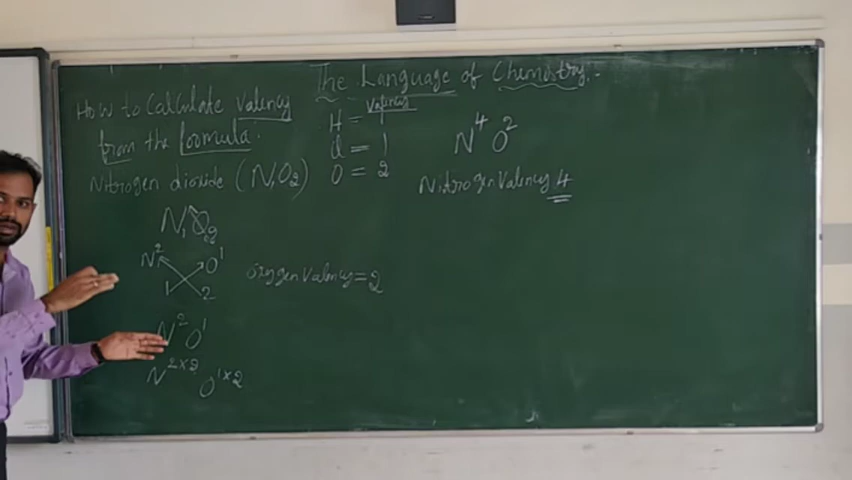 The Language of Chemistry.
How to Calculate Valency
from the formula.
Nitrogen dioxide (N₁O₂)
Valency
H = 1
Cl = 1
O = 2
N⁴ O²
Nitrogen Valency 4
N₁O₂
N² O¹
1 2
Oxygen Valency = 2
N² O¹
N²ˣ² O¹ˣ²